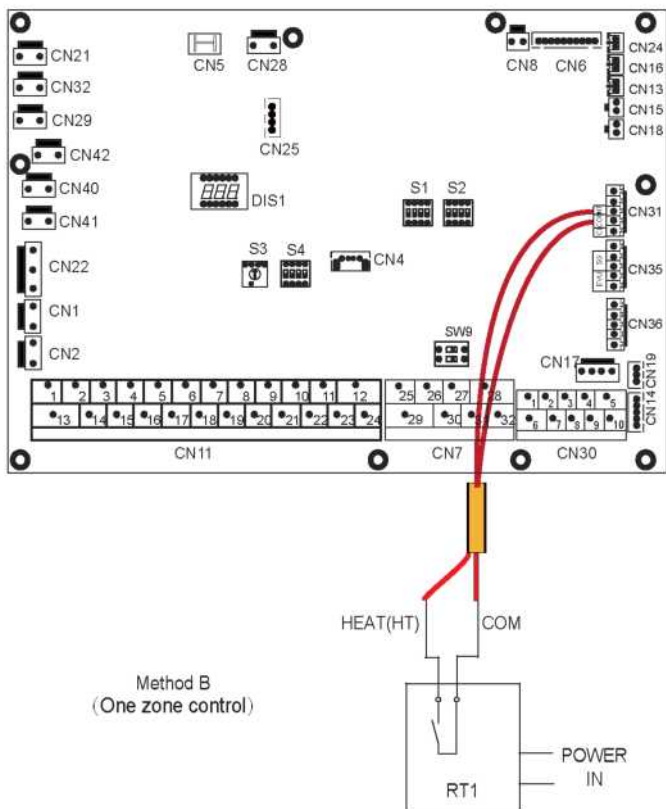 CN21
CN32
CN29
CN42
CN40
CN41
CN22
CN1
CN2
CN5
CN28
CN25
DIS1
CN8
CN6
CN24
CN16
CN13
CN15
CN18
S1
S2
S3
S4
CN4
CN31
CN35
CN36
SW9
CN17
CN19
CN14
1 2 3 4 5 6 7 8 9 10 11 12
13 14 15 16 17 18 19 20 21 22 23 24
CN11
25 26 27 28
29 30 31 32
CN7
1 2 3 4 5
6 7 8 9 10
CN30
HEAT(HT)
COM
Method B
(One zone control)
RT1
POWER
IN